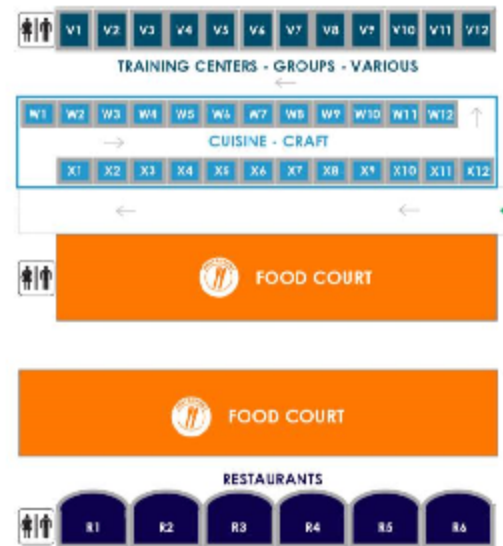 V1 V2 V3 V4 V5 V6 V7 V8 V9 V10 V11 V12
TRAINING CENTERS - GROUPS - VARIOUS
W1 W2 W3 W4 W5 W6 W7 W8 W9 W10 W11 W12
CUISINE - CRAFT
X1 X2 X3 X4 X5 X6 X7 X8 X9 X10 X11 X12
FOOD COURT
FOOD COURT
RESTAURANTS
R1 R2 R3 R4 R5 R6